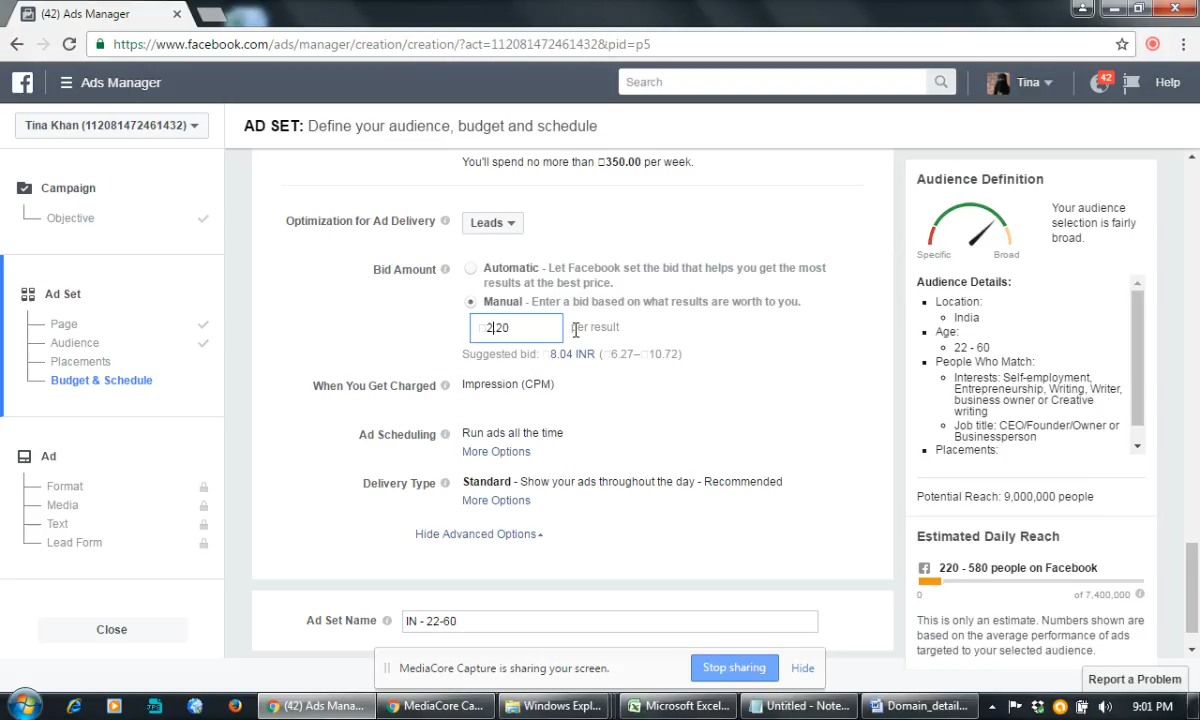 (42) Ads Manager
https://www.facebook.com/ads/manager/creation/creation/?act=112081472461432&pid=p5
Ads Manager
Search
Tina
42
Help
Tina Khan (112081472461432)
AD SET: Define your audience, budget and schedule
Campaign
Objective
Ad Set
Page
Audience
Placements
Budget & Schedule
Ad
Format
Media
Text
Lead Form
Close
You'll spend no more than □350.00 per week.
Optimization for Ad Delivery
Leads
Bid Amount
Automatic - Let Facebook set the bid that helps you get the most
results at the best price.
Manual - Enter a bid based on what results are worth to you.
□2.20 per result
Suggested bid: □8.04 INR (□6.27–□10.72)
When You Get Charged
Impression (CPM)
Ad Scheduling
Run ads all the time
More Options
Delivery Type
Standard - Show your ads throughout the day - Recommended
More Options
Hide Advanced Options
Ad Set Name
IN - 22-60
Audience Definition
Your audience
selection is fairly
broad.
Specific
Broad
Audience Details:
Location:
India
Age:
22 - 60
People Who Match:
Interests: Self-employment,
Entrepreneurship, Writing, Writer,
business owner or Creative
writing
Job title: CEO/Founder/Owner or
Businessperson
Placements:
Potential Reach: 9,000,000 people
Estimated Daily Reach
220 - 580 people on Facebook
0
of 7,400,000
This is only an estimate. Numbers shown are
based on the average performance of ads
targeted to your selected audience.
Report a Problem
MediaCore Capture is sharing your screen.
Stop sharing
Hide
(42) Ads Mana...
MediaCore Ca...
Windows Expl...
Microsoft Exce...
Untitled - Note...
Domain_detail...
9:01 PM